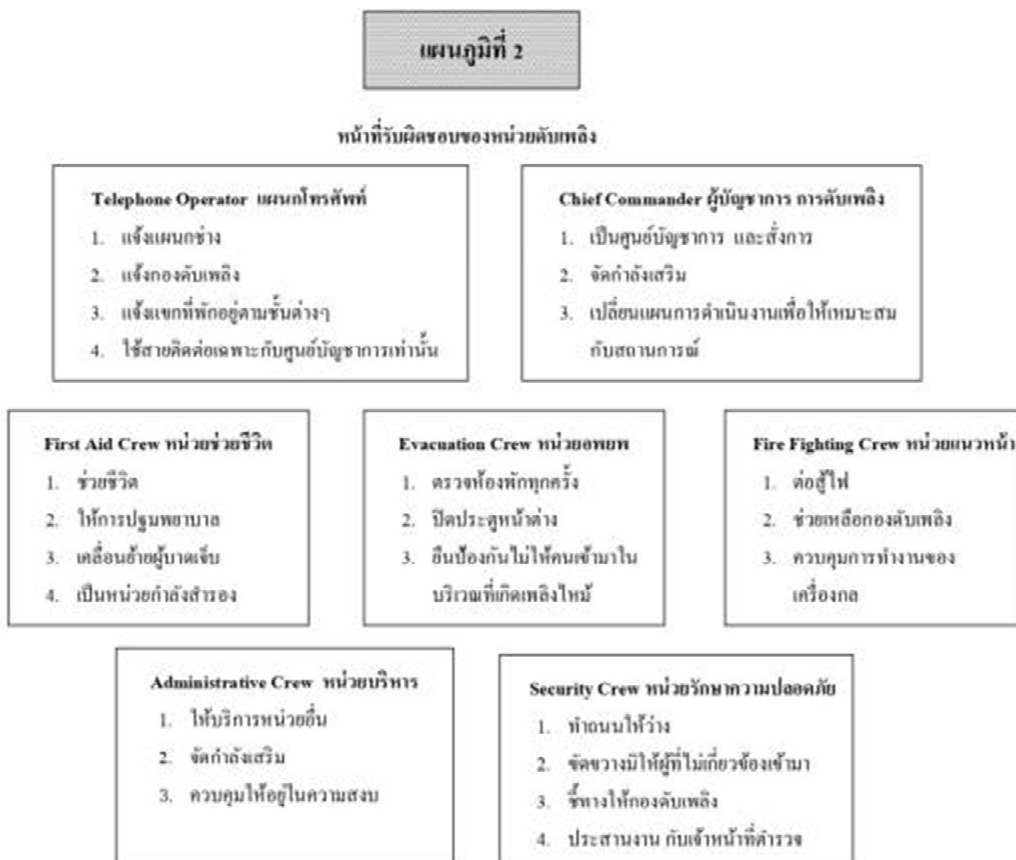 แผนภูมิที่ 2
หน้าที่รับผิดชอบของหน่วยดับเพลิง
Telephone Operator แผนกโทรศัพท์
1. แจ้งแผนกช่าง
2. แจ้งกองดับเพลิง
3. แจ้งแขกที่พักอยู่ตามชั้นต่างๆ
4. ใช้สายติดต่อเฉพาะกับศูนย์บัญชาการเท่านั้น
Chief Commander ผู้บัญชาการ การดับเพลิง
1. เป็นศูนย์บัญชาการ และสั่งการ
2. จัดกำลังเสริม
3. เปลี่ยนแผนการดำเนินงานเพื่อให้เหมาะสม
กับสถานการณ์
First Aid Crew หน่วยช่วยชีวิต
1. ช่วยชีวิต
2. ให้การปฐมพยาบาล
3. เคลื่อนย้ายผู้บาดเจ็บ
4. เป็นหน่วยกำลังสำรอง
Evacuation Crew หน่วยอพยพ
1. ตรวจห้องพักทุกครั้ง
2. ปิดประตูหน้าต่าง
3. ยืนป้องกันไม่ให้คนเข้ามาใน
บริเวณที่เกิดเพลิงไหม้
Fire Fighting Crew หน่วยแนวหน้า
1. ต่อสู้ไฟ
2. ช่วยเหลือกองดับเพลิง
3. ควบคุมการทำงานของ
เครื่องกล
Administrative Crew หน่วยบริหาร
1. ให้บริการหน่วยอื่น
2. จัดกำลังเสริม
3. ควบคุมให้อยู่ในความสงบ
Security Crew หน่วยรักษาความปลอดภัย
1. ทำถนนให้ว่าง
2. ขัดขวางมิให้ผู้ที่ไม่เกี่ยวข้องเข้ามา
3. ชี้ทางให้กองดับเพลิง
4. ประสานงาน กับเจ้าหน้าที่ตำรวจ